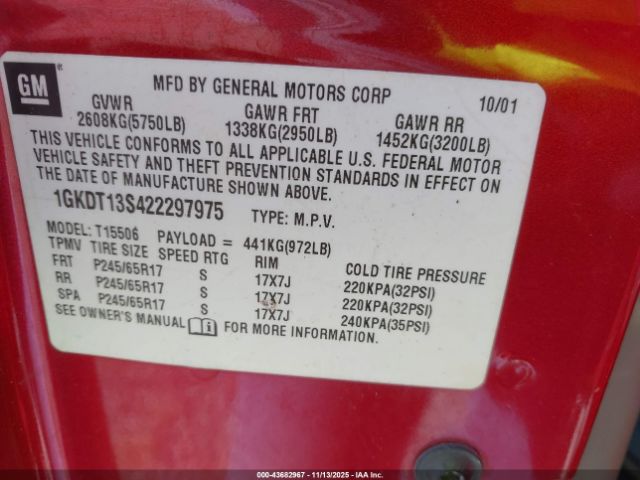 GM ®
MFD BY GENERAL MOTORS CORP 10/01
GVWR GAWR FRT GAWR RR
2608KG(5750LB) 1338KG(2950LB) 1452KG(3200LB)
THIS VEHICLE CONFORMS TO ALL APPLICABLE U.S. FEDERAL MOTOR
VEHICLE SAFETY AND THEFT PREVENTION STANDARDS IN EFFECT ON
THE DATE OF MANUFACTURE SHOWN ABOVE.
1GKDT13S422297975 TYPE: M.P.V.
MODEL: T15506 PAYLOAD = 441KG(972LB)
TPMV TIRE SIZE SPEED RTG RIM COLD TIRE PRESSURE
FRT P245/65R17 S 17X7J 220KPA(32PSI)
RR P245/65R17 S 17X7J 220KPA(32PSI)
SPA P245/65R17 S 17X7J 240KPA(35PSI)
SEE OWNER'S MANUAL i FOR MORE INFORMATION.
000-43682967 - 11/13/2025 - IAA Inc.